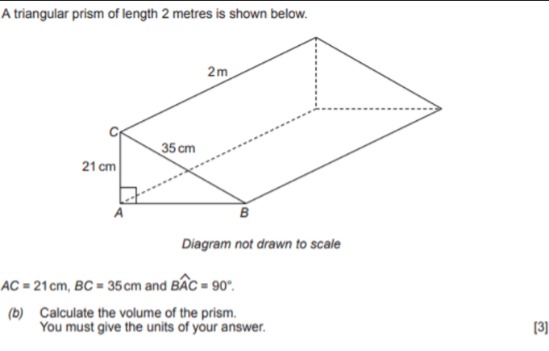 A triangular prism of length 2 metres is shown below.
2 m
C
35 cm
21 cm
A
B
Diagram not drawn to scale
AC = 21 cm, BC = 35 cm and BÂC = 90°.
(b) Calculate the volume of the prism.
You must give the units of your answer.
[3]